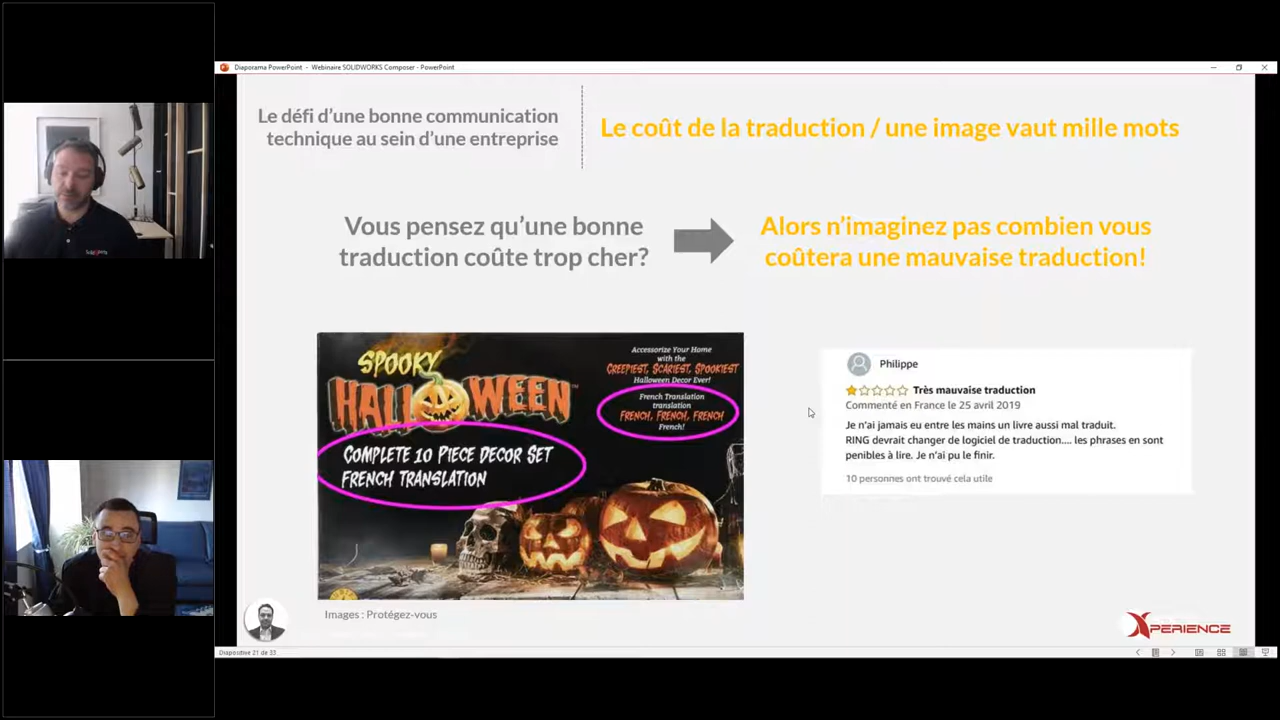 Diaporama PowerPoint - Webinaire SOLIDWORKS Composer - PowerPoint
Le défi d'une bonne communication
technique au sein d'une entreprise
Le coût de la traduction / une image vaut mille mots
Vous pensez qu'une bonne
traduction coûte trop cher?
Alors n'imaginez pas combien vous
coûtera une mauvaise traduction!
SPOOKY
HALLOWEEN™
COMPLETE 10 PIECE DECOR SET
FRENCH TRANSLATION
Accessorize Your Home
with the
CREEPIEST, SCARIEST, SPOOKIEST
Halloween Decor Ever!
French Translation
translation
FRENCH, FRENCH, FRENCH
French!
Images : Protégez-vous
Philippe
Très mauvaise traduction
Commenté en France le 25 avril 2019
Je n'ai jamais eu entre les mains un livre aussi mal traduit.
RING devrait changer de logiciel de traduction.... les phrases en sont
penibles à lire. Je n'ai pu le finir.
10 personnes ont trouvé cela utile
XPERIENCE
Diapositive 21 de 33